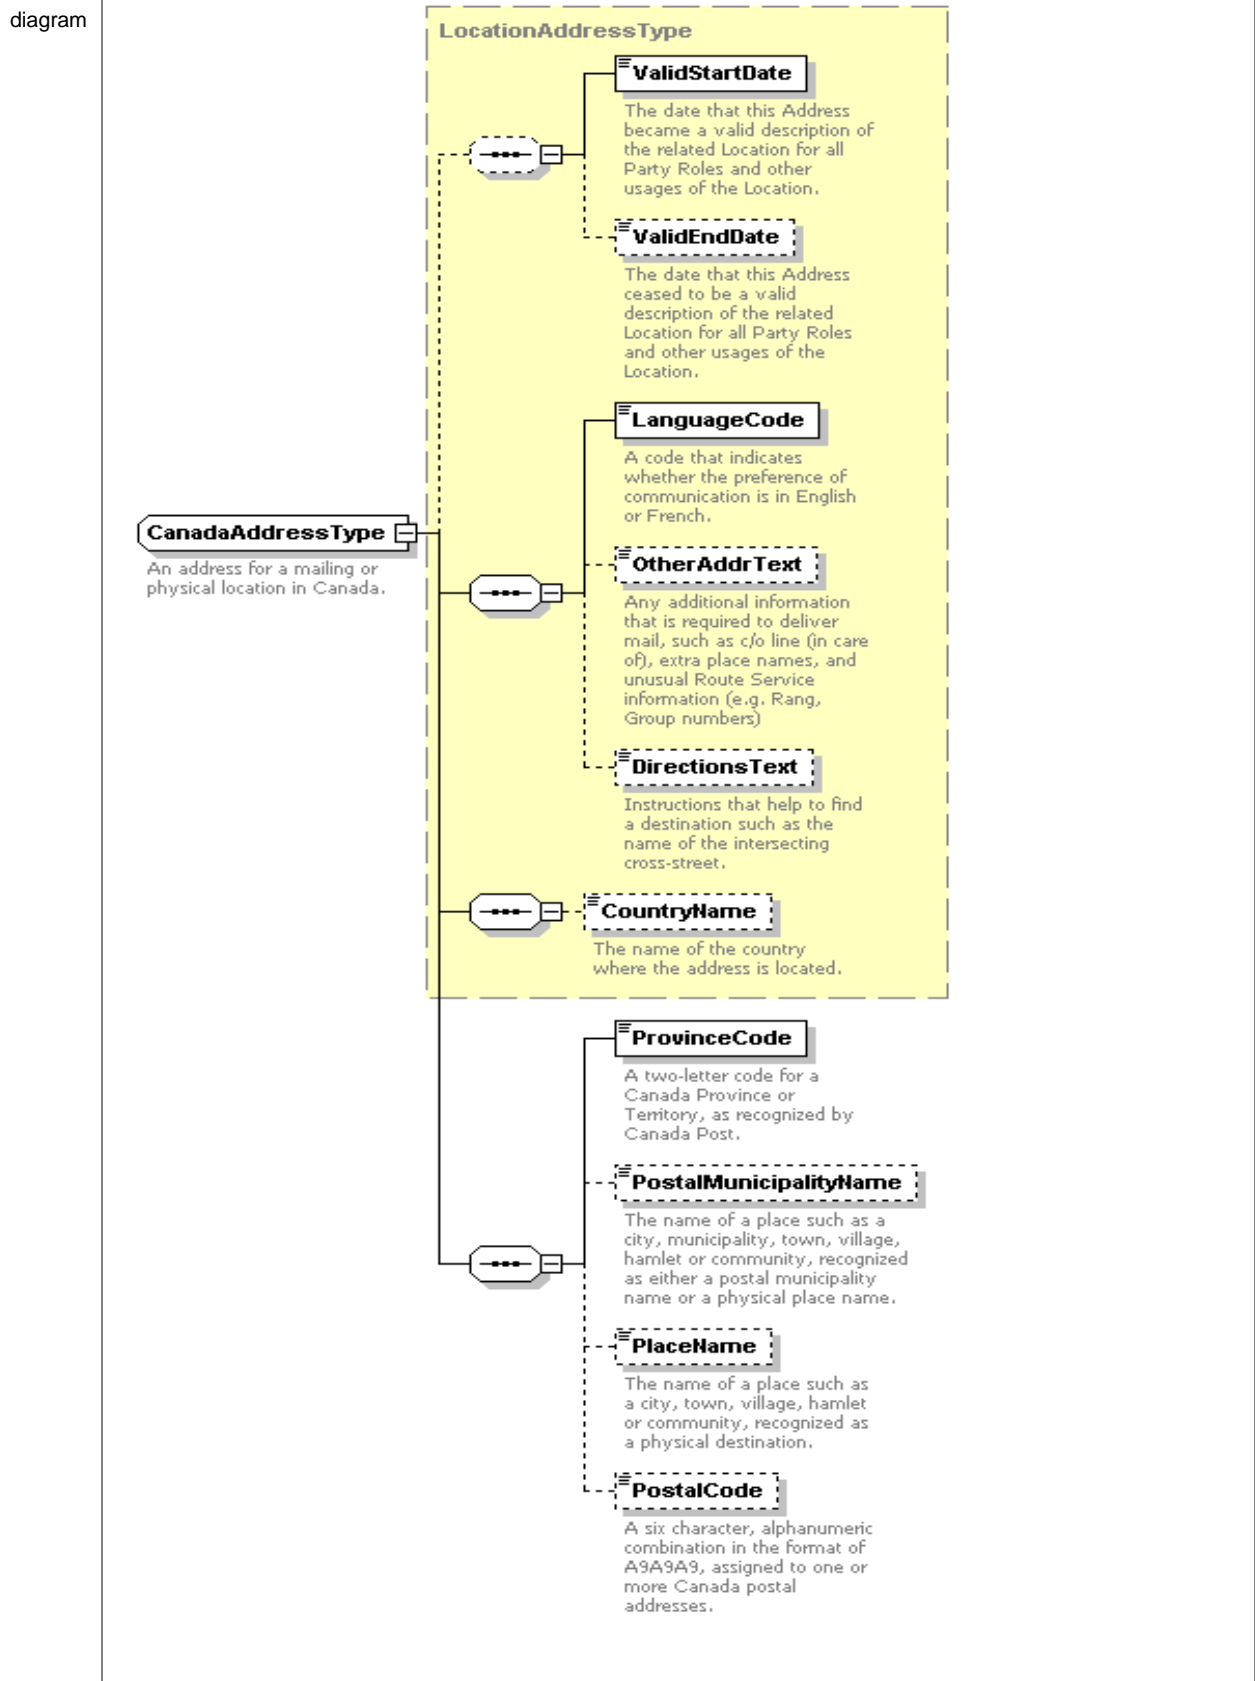 diagram
LocationAddressType
ValidStartDate
The date that this Address
became a valid description of
the related Location for all
Party Roles and other
usages of the Location.
ValidEndDate
The date that this Address
ceased to be a valid
description of the related
Location for all Party Roles
and other usages of the
Location.
LanguageCode
A code that indicates
whether the preference of
communication is in English
or French.
CanadaAddressType
An address for a mailing or
physical location in Canada.
OtherAddrText
Any additional information
that is required to deliver
mail, such as c/o line (in care
of), extra place names, and
unusual Route Service
information (e.g. Rang,
Group numbers)
DirectionsText
Instructions that help to find
a destination such as the
name of the intersecting
cross-street.
CountryName
The name of the country
where the address is located.
ProvinceCode
A two-letter code for a
Canada Province or
Territory, as recognized by
Canada Post.
PostalMunicipalityName
The name of a place such as a
city, municipality, town, village,
hamlet or community, recognized
as either a postal municipality
name or a physical place name.
PlaceName
The name of a place such as
a city, town, village, hamlet
or community, recognized as
a physical destination.
PostalCode
A six character, alphanumeric
combination in the format of
A9A9A9, assigned to one or
more Canada postal
addresses.